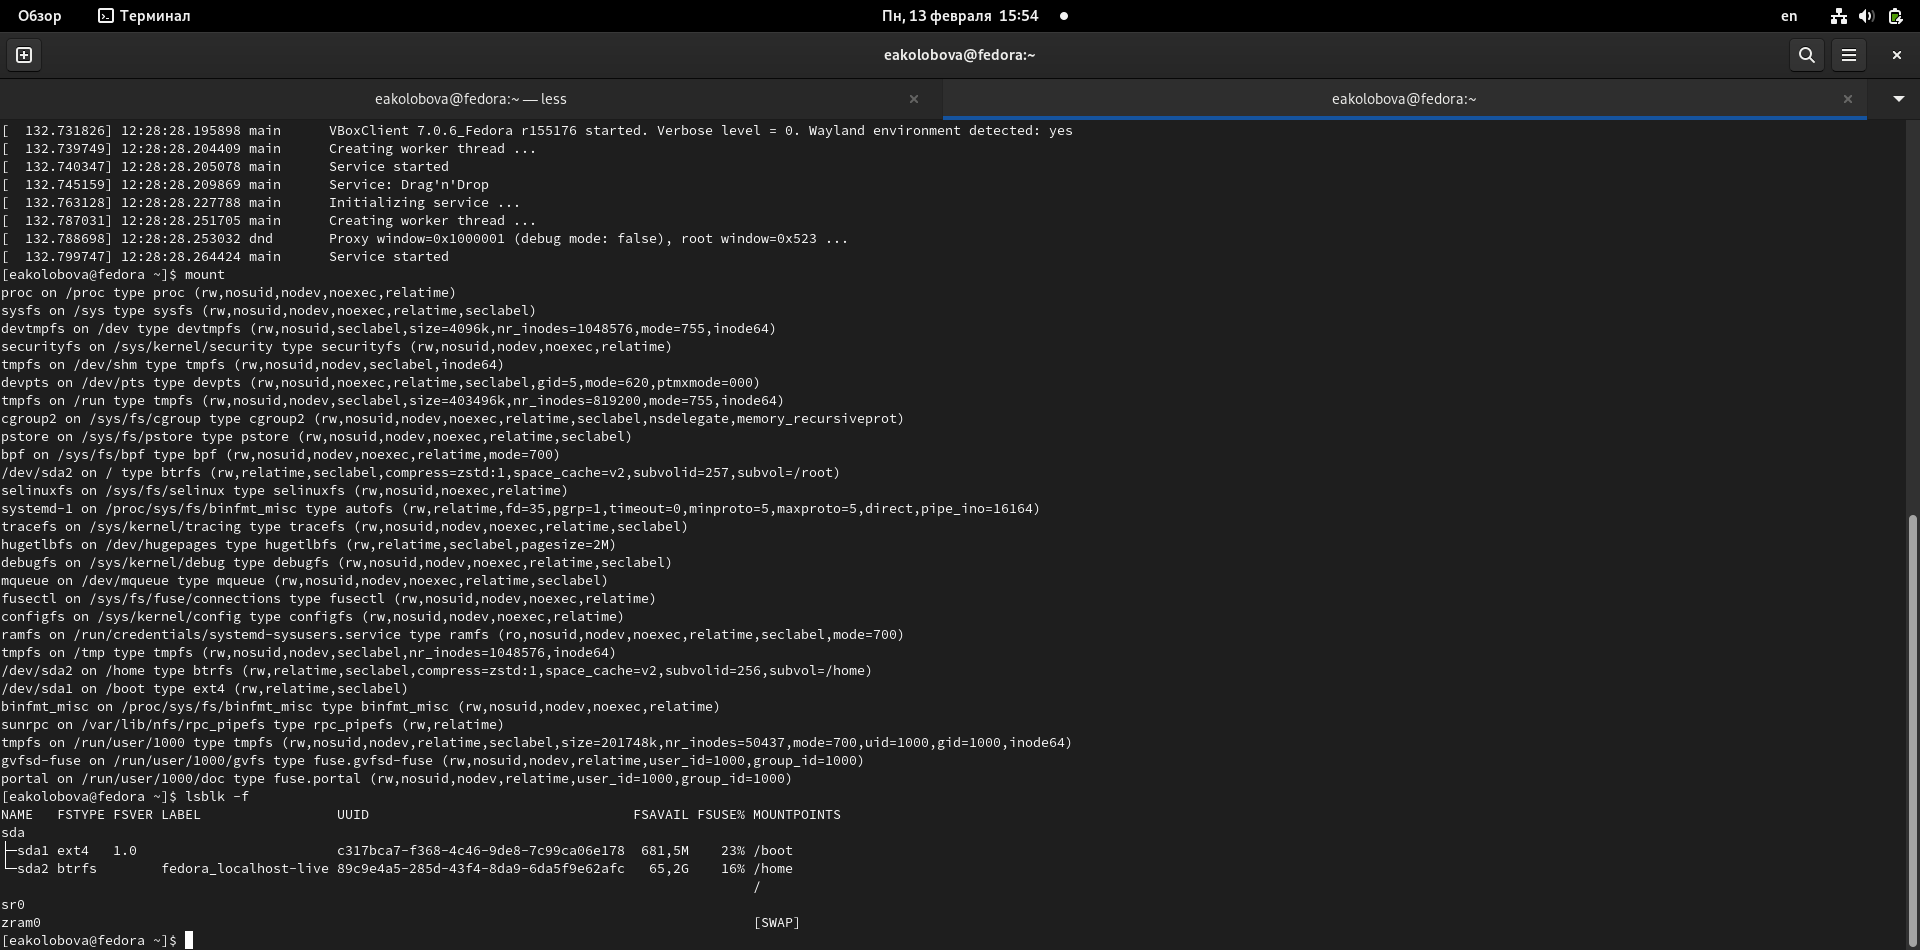 Обзор Терминал Пн, 13 февраля 15:54 en
eakolobova@fedora:~
eakolobova@fedora:~ — less eakolobova@fedora:~
[  132.731826] 12:28:28.195898 main      VBoxClient 7.0.6_Fedora r155176 started. Verbose level = 0. Wayland environment detected: yes
[  132.739749] 12:28:28.204409 main      Creating worker thread ...
[  132.740347] 12:28:28.205078 main      Service started
[  132.745159] 12:28:28.209869 main      Service: Drag'n'Drop
[  132.763128] 12:28:28.227788 main      Initializing service ...
[  132.787031] 12:28:28.251705 main      Creating worker thread ...
[  132.788698] 12:28:28.253032 dnd       Proxy window=0x1000001 (debug mode: false), root window=0x523 ...
[  132.799747] 12:28:28.264424 main      Service started
[eakolobova@fedora ~]$ mount
proc on /proc type proc (rw,nosuid,nodev,noexec,relatime)
sysfs on /sys type sysfs (rw,nosuid,nodev,noexec,relatime,seclabel)
devtmpfs on /dev type devtmpfs (rw,nosuid,seclabel,size=4096k,nr_inodes=1048576,mode=755,inode64)
securityfs on /sys/kernel/security type securityfs (rw,nosuid,nodev,noexec,relatime)
tmpfs on /dev/shm type tmpfs (rw,nosuid,nodev,seclabel,inode64)
devpts on /dev/pts type devpts (rw,nosuid,noexec,relatime,seclabel,gid=5,mode=620,ptmxmode=000)
tmpfs on /run type tmpfs (rw,nosuid,nodev,seclabel,size=403496k,nr_inodes=819200,mode=755,inode64)
cgroup2 on /sys/fs/cgroup type cgroup2 (rw,nosuid,nodev,noexec,relatime,seclabel,nsdelegate,memory_recursiveprot)
pstore on /sys/fs/pstore type pstore (rw,nosuid,nodev,noexec,relatime,seclabel)
bpf on /sys/fs/bpf type bpf (rw,nosuid,nodev,noexec,relatime,mode=700)
/dev/sda2 on / type btrfs (rw,relatime,seclabel,compress=zstd:1,space_cache=v2,subvolid=257,subvol=/root)
selinuxfs on /sys/fs/selinux type selinuxfs (rw,nosuid,noexec,relatime)
systemd-1 on /proc/sys/fs/binfmt_misc type autofs (rw,relatime,fd=35,pgrp=1,timeout=0,minproto=5,maxproto=5,direct,pipe_ino=16164)
tracefs on /sys/kernel/tracing type tracefs (rw,nosuid,nodev,noexec,relatime,seclabel)
hugetlbfs on /dev/hugepages type hugetlbfs (rw,relatime,seclabel,pagesize=2M)
debugfs on /sys/kernel/debug type debugfs (rw,nosuid,nodev,noexec,relatime,seclabel)
mqueue on /dev/mqueue type mqueue (rw,nosuid,nodev,noexec,relatime,seclabel)
fusectl on /sys/fs/fuse/connections type fusectl (rw,nosuid,nodev,noexec,relatime)
configfs on /sys/kernel/config type configfs (rw,nosuid,nodev,noexec,relatime)
ramfs on /run/credentials/systemd-sysusers.service type ramfs (ro,nosuid,nodev,noexec,relatime,seclabel,mode=700)
tmpfs on /tmp type tmpfs (rw,nosuid,nodev,seclabel,nr_inodes=1048576,inode64)
/dev/sda2 on /home type btrfs (rw,relatime,seclabel,compress=zstd:1,space_cache=v2,subvolid=256,subvol=/home)
/dev/sda1 on /boot type ext4 (rw,relatime,seclabel)
binfmt_misc on /proc/sys/fs/binfmt_misc type binfmt_misc (rw,nosuid,nodev,noexec,relatime)
sunrpc on /var/lib/nfs/rpc_pipefs type rpc_pipefs (rw,relatime)
tmpfs on /run/user/1000 type tmpfs (rw,nosuid,nodev,relatime,seclabel,size=201748k,nr_inodes=50437,mode=700,uid=1000,gid=1000,inode64)
gvfsd-fuse on /run/user/1000/gvfs type fuse.gvfsd-fuse (rw,nosuid,nodev,relatime,user_id=1000,group_id=1000)
portal on /run/user/1000/doc type fuse.portal (rw,nosuid,nodev,relatime,user_id=1000,group_id=1000)
[eakolobova@fedora ~]$ lsblk -f
NAME   FSTYPE FSVER LABEL                 UUID                                 FSAVAIL FSUSE% MOUNTPOINTS
sda
├─sda1 ext4   1.0                         c317bca7-f368-4c46-9de8-7c99ca06e178  681,5M    23% /boot
└─sda2 btrfs        fedora_localhost-live 89c9e4a5-285d-43f4-8da9-6da5f9e62afc   65,2G    16% /home
/
sr0
zram0                                                                                         [SWAP]
[eakolobova@fedora ~]$